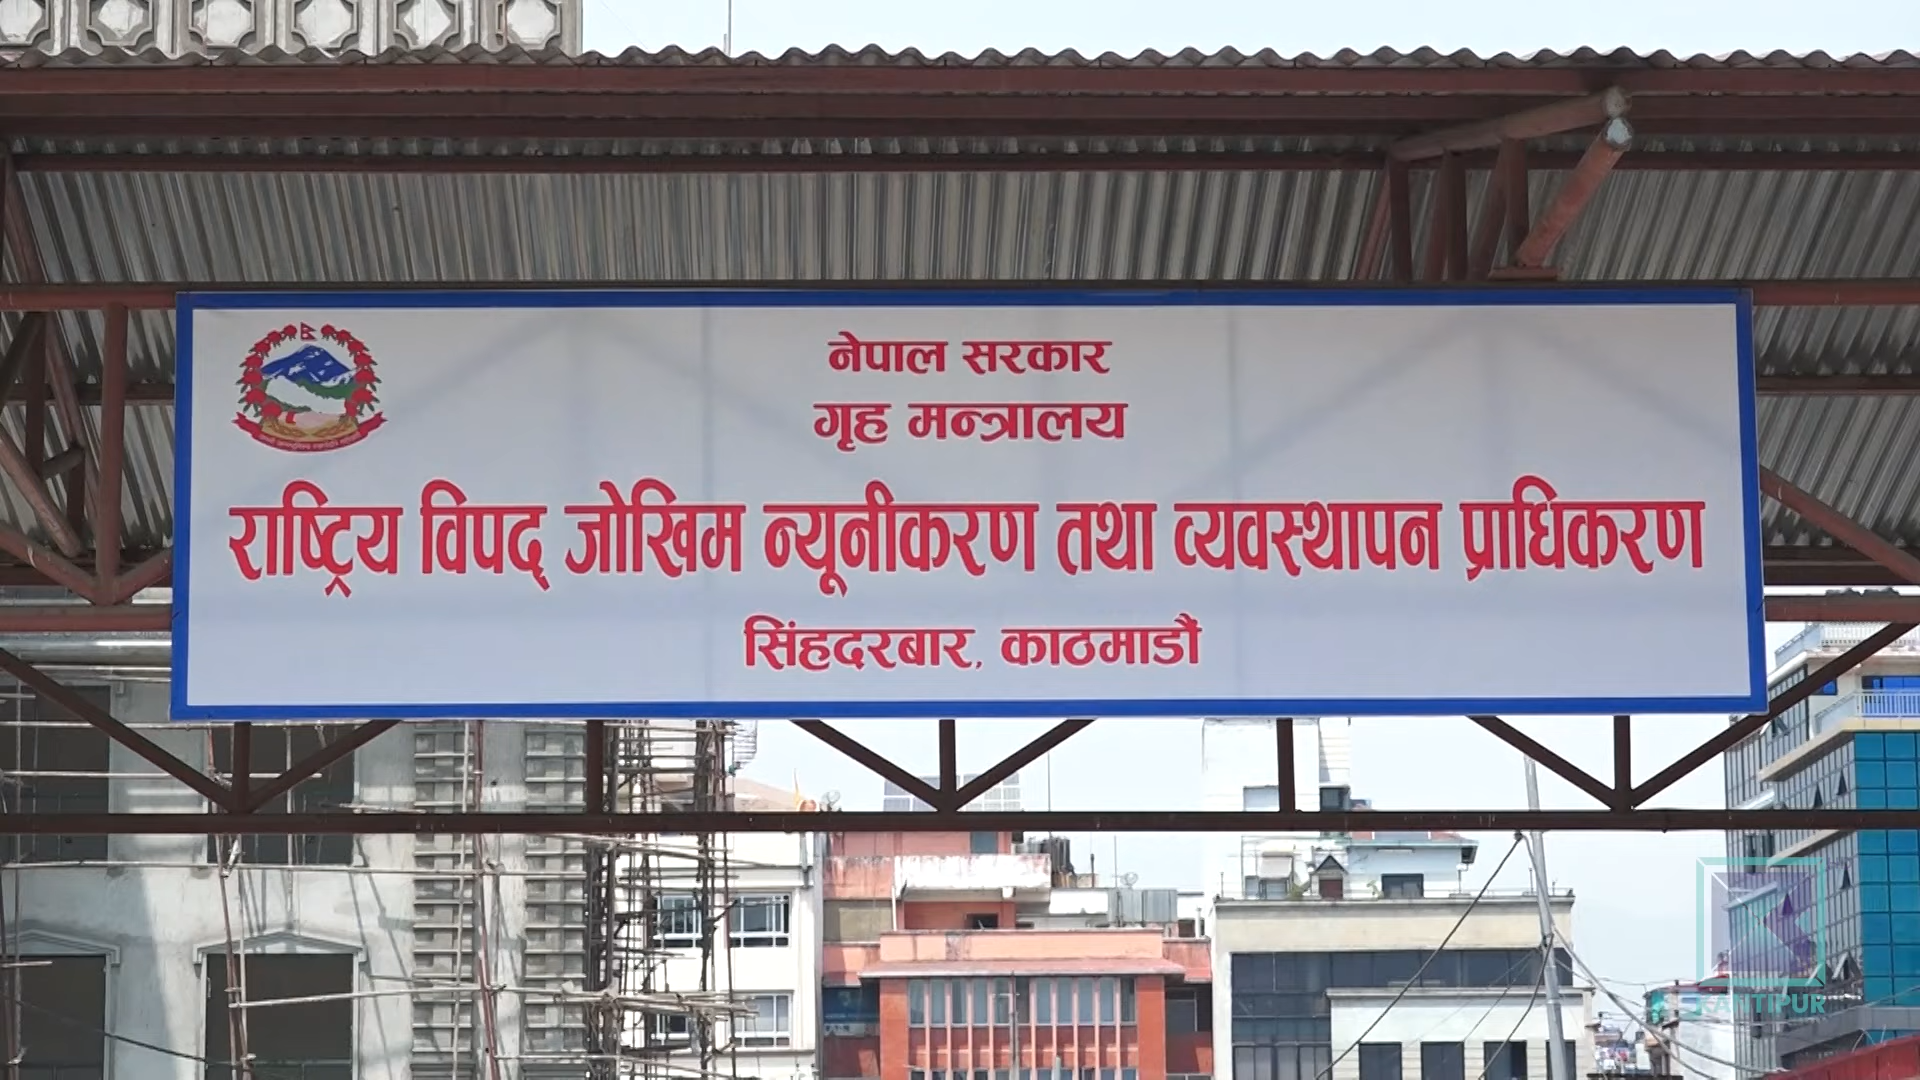 नेपाल सरकार
गृह मन्त्रालय
राष्ट्रिय विपद् जोखिम न्यूनीकरण तथा व्यवस्थापन प्राधिकरण
सिंहदरबार, काठमाडौं
KANTIPUR